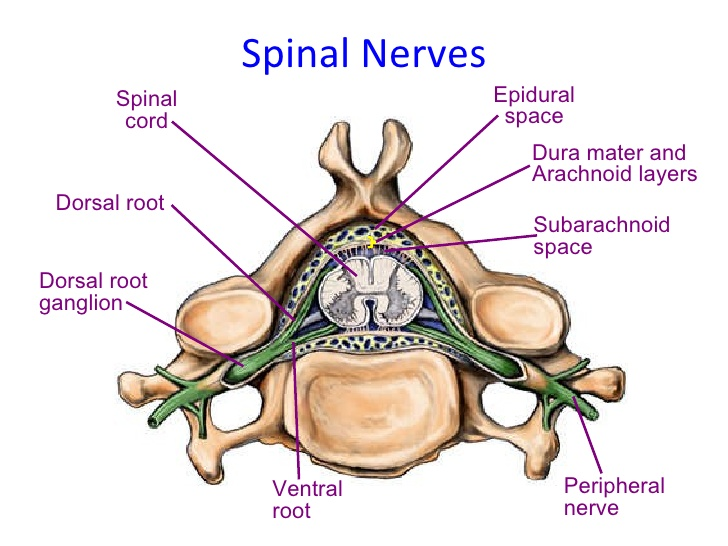 Spinal Nerves
Spinal
cord
Epidural
space
Dura mater and
Arachnoid layers
Dorsal root
Subarachnoid
space
Dorsal root
ganglion
Ventral
root
Peripheral
nerve